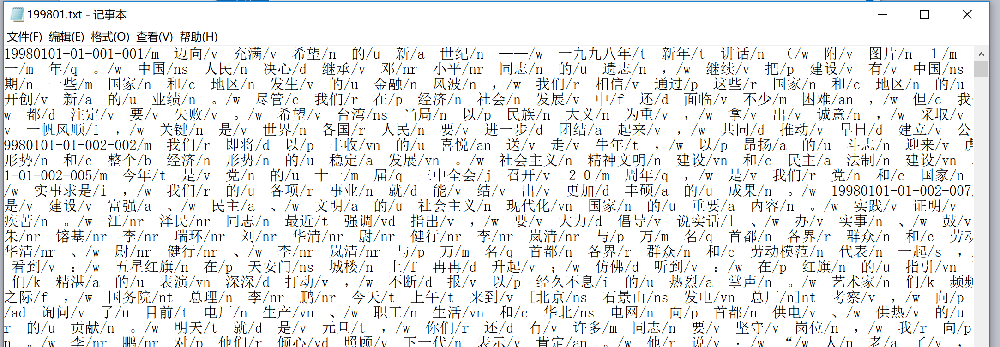 199801.txt - 记事本
文件(F) 编辑(E) 格式(O) 查看(V) 帮助(H)
19980101-01-001-001/m 迈向/v 充满/v 希望/n 的/u 新/a 世纪/n ——/w 一九九八年/t 新年/t 讲话/n （/w 附/v 图片/n １/m
一/m 年/q 。/w 中国/ns 人民/n 决心/d 继承/v 邓/nr 小平/nr 同志/n 的/u 遗志/n ，/w 继续/v 把/p 建设/v 有/v 中国/ns
期/n 一些/m 国家/n 和/c 地区/n 发生/v 的/u 金融/n 风波/n ，/w 我们/r 相信/v 通过/p 这些/r 国家/n 和/c 地区/n 的/u
开创/v 新/a 的/u 业绩/n 。/w 尽管/c 我们/r 在/p 经济/n 社会/n 发展/v 中/f 还/d 面临/v 不少/m 困难/an ，/w 但/c 我
w 都/d 注定/v 要/v 失败/v 。/w 希望/v 台湾/ns 当局/n 以/p 民族/n 大义/n 为重/v ，/w 拿/v 出/v 诚意/n ，/w 采取/v
v 一帆风顺/i ，/w 关键/n 是/v 世界/n 各国/r 人民/n 要/v 进一步/d 团结/a 起来/v ，/w 共同/d 推动/v 早日/d 建立/v 公
9980101-01-002-002/m 我们/r 即将/d 以/p 丰收/vn 的/u 喜悦/an 送/v 走/v 牛年/t ，/w 以/p 昂扬/a 的/u 斗志/n 迎来/v 虎
形势/n 和/c 整个/b 经济/n 形势/n 的/u 稳定/a 发展/vn 。/w 社会主义/n 精神文明/n 建设/vn 和/c 民主/a 法制/n 建设/vn
1-01-002-005/m 今年/t 是/v 党/n 的/u 十一/m 届/q 三中全会/j 召开/v ２０/m 周年/q ，/w 是/v 我们/r 党/n 和/c 国家/n
/w 实事求是/i ，/w 我们/r 的/u 各项/r 事业/n 就/d 能/v 结/v 出/v 更加/d 丰硕/a 的/u 成果/n 。/w 19980101-01-002-007/
是/v 建设/v 富强/a 、/w 民主/a 、/w 文明/a 的/u 社会主义/n 现代化/vn 国家/n 的/u 重要/a 内容/n 。/w 实践/v 证明/v
疾苦/n 。/w 江/nr 泽民/nr 同志/n 最近/t 强调/vd 指出/v ，/w 要/v 大力/d 倡导/v 说实话/l 、/w 办/v 实事/n 、/w 鼓/v
朱/nr 镕基/nr 李/nr 瑞环/nr 刘/nr 华清/nr 尉/nr 健行/nr 李/nr 岚清/nr 与/p 万/m 名/q 首都/n 各界/r 群众/n 和/c 劳动
华清/nr 、/w 尉/nr 健行/nr 、/w 李/nr 岚清/nr 与/p 万/m 名/q 首都/n 各界/r 群众/n 和/c 劳动模范/n 代表/n 一起/s ，/
看到/v ：/w 五星红旗/n 在/p 天安门/ns 城楼/n 上/f 冉冉/d 升起/v ；/w 仿佛/d 听到/v ：/w 在/p 红旗/n 的/u 指引/vn
们/k 精湛/a 的/u 表演/vn 深深/d 打动/v ，/w 不断/d 报/v 以/p 经久不息/i 的/u 热烈/a 掌声/n 。/w 艺术家/n 们/k 频频
之际/f ，/w 国务院/nt 总理/n 李/nr 鹏/nr 今天/t 上午/t 来到/v [北京/ns 石景山/ns 发电/vn 总厂/n]nt 考察/v ，/w 向/p
/ad 询问/v 了/u 目前/t 电厂/n 生产/vn 、/w 职工/n 生活/vn 和/c 华北/ns 电网/n 向/p 首都/n 供电/v 、/w 供热/v 的/u
r 的/u 贡献/n 。/w 明天/t 就/d 是/v 元旦/t ，/w 你们/r 还/d 有/v 许多/m 同志/n 要/v 坚守/v 岗位/n ，/w 我/r 向/p
n 。/w 李/nr 鹏/nr 对/p 他们/r 倾心/vd 照顾/v 下一代/n 表示/v 肯定/an 。/w 他/r 说/v ：/w “/w 人/n 老/a 了/v ，